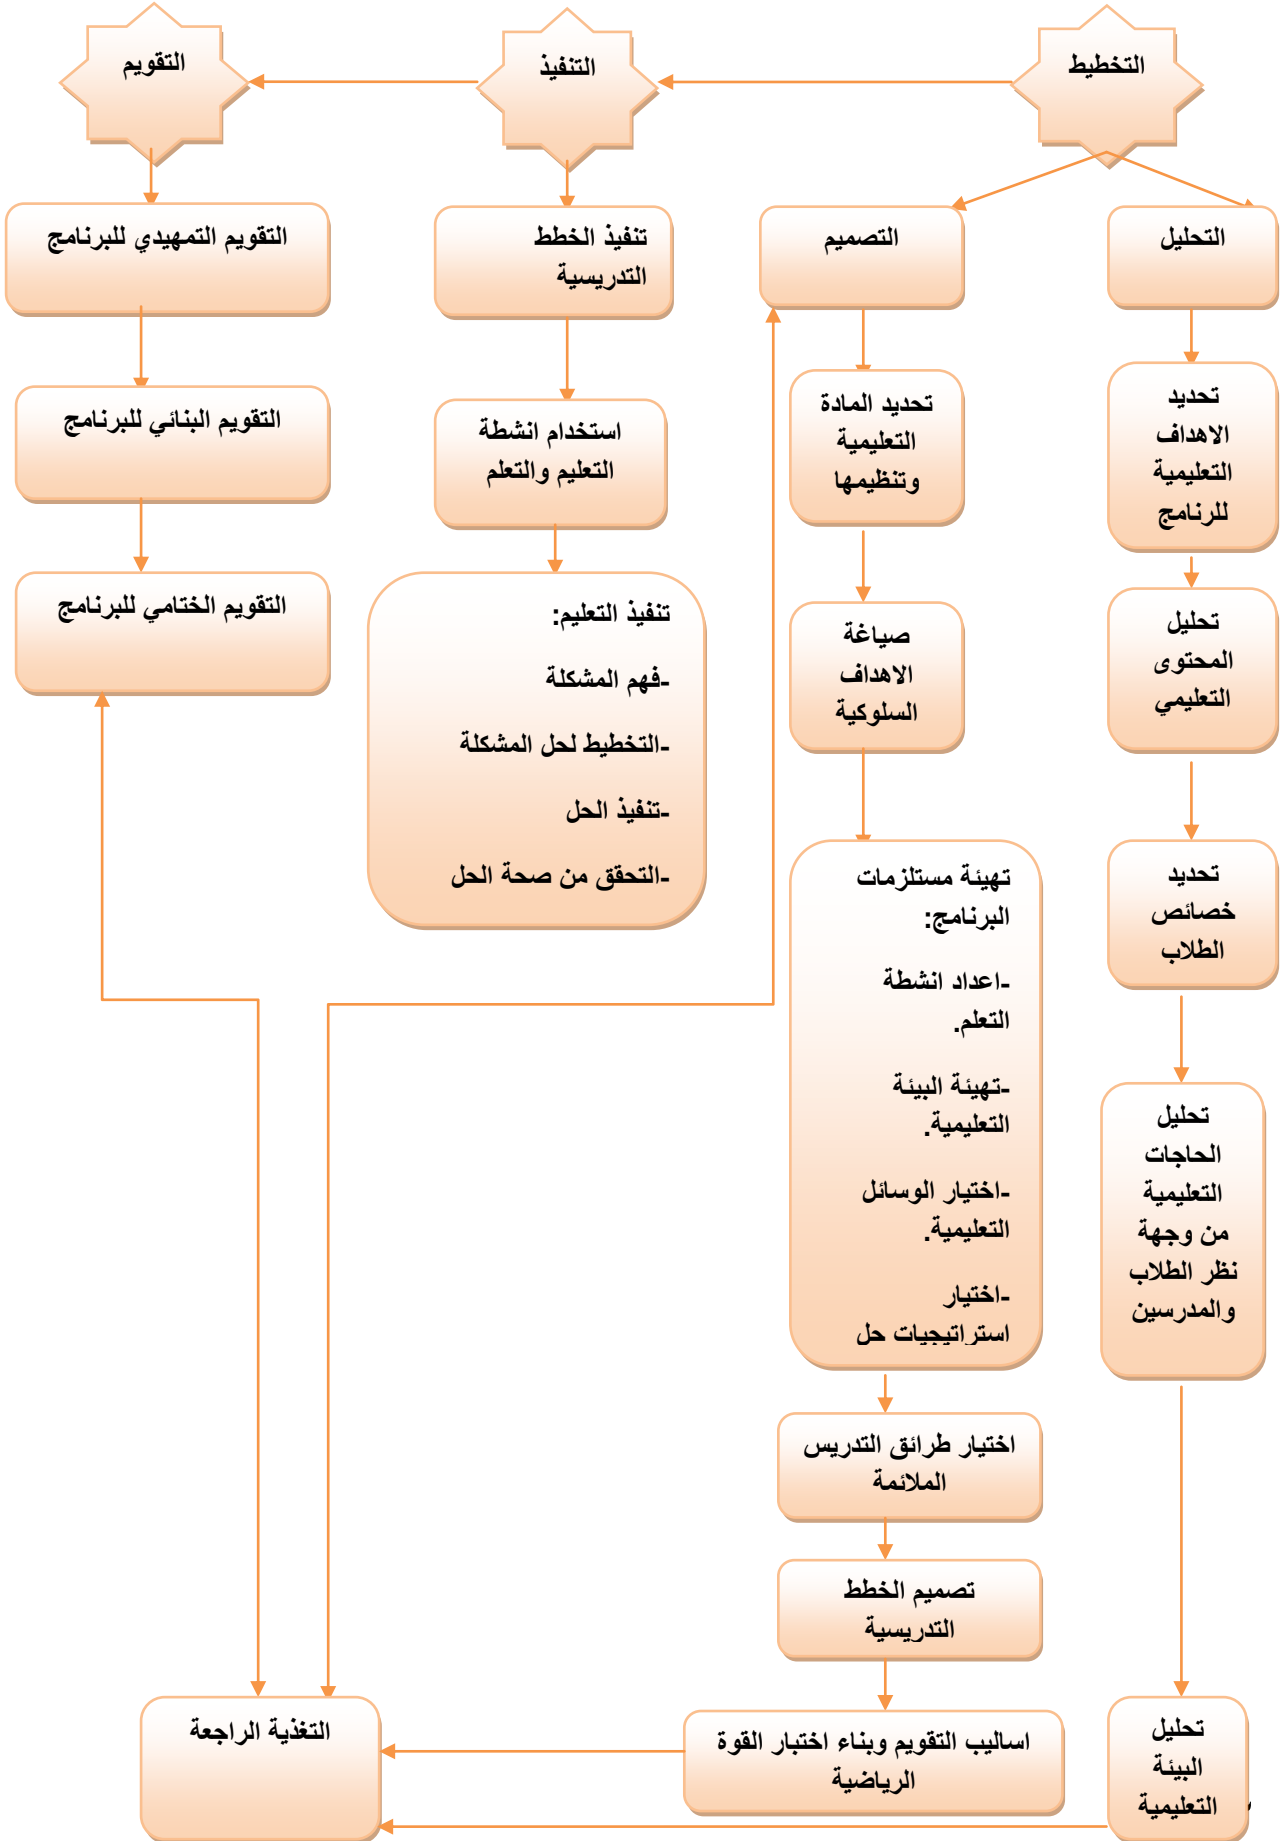 التخطيط
التنفيذ
التقويم
التحليل
التصميم
تنفيذ الخطط
التدريسية
التقويم التمهيدي للبرنامج
تحديد
الاهداف
التعليمية
للرنامج
تحديد المادة
التعليمية
وتنظيمها
استخدام انشطة
التعليم والتعلم
التقويم البنائي للبرنامج
تحليل
المحتوى
التعليمي
صياغة
الاهداف
السلوكية
تنفيذ التعليم:
-فهم المشكلة
-التخطيط لحل المشكلة
-تنفيذ الحل
-التحقق من صحة الحل
التقويم الختامي للبرنامج
تحديد
خصائص
الطلاب
تهيئة مستلزمات
البرنامج:
-اعداد انشطة
التعلم.
-تهيئة البيئة
التعليمية.
-اختيار الوسائل
التعليمية.
-اختيار
استراتيجيات حل
تحليل
الحاجات
التعليمية
من وجهة
نظر الطلاب
والمدرسين
اختيار طرائق التدريس
الملائمة
تصميم الخطط
التدريسية
تحليل
البيئة
التعليمية
اساليب التقويم وبناء اختبار القوة
الرياضية
التغذية الراجعة